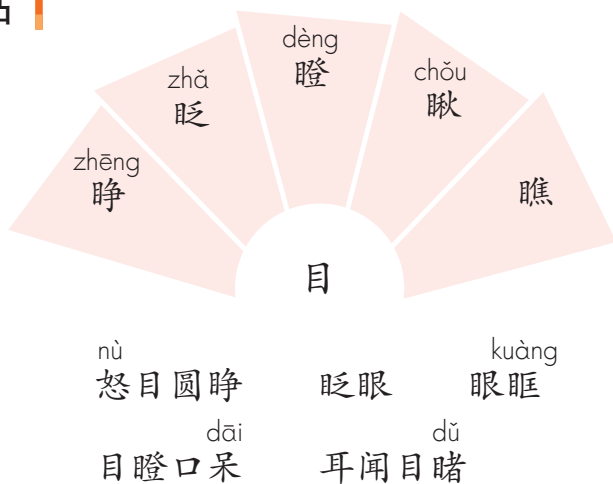 zhēng
睁
zhǎ
眨
dèng
瞪
chǒu
瞅
瞧
目
nù kuàng
怒目圆睁 眨眼 眼眶
dāi dǔ
目瞪口呆 耳闻目睹